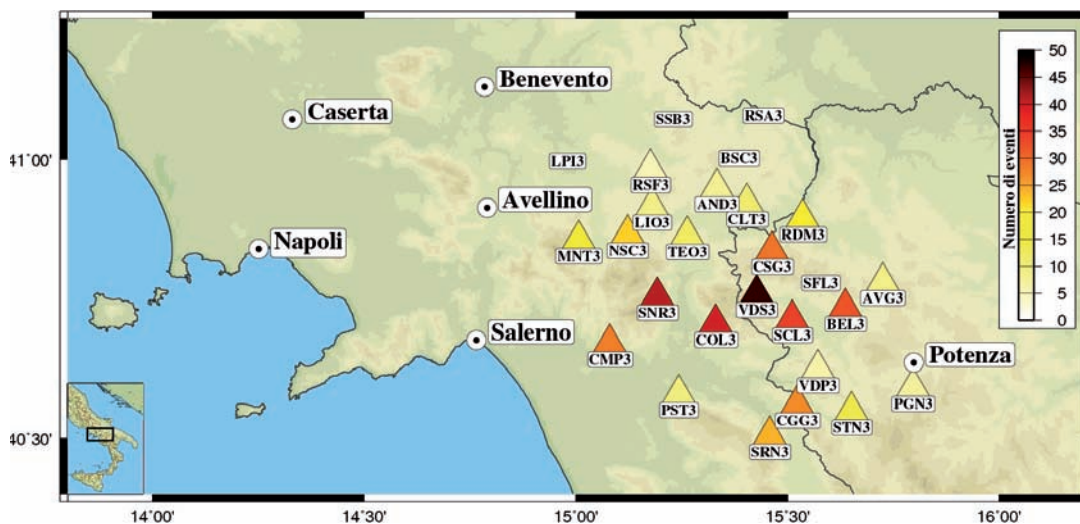 Benevento
Caserta
SSB3
RSA3
41°00'
LPI3
BSC3
RSF3
AND3
Avellino
LIO3
CLT3
RDM3
Napoli
MNT3
NSC3
TEO3
CSG3
SFL3
AVG3
SNR3
VDS3
BEL3
Salerno
COL3
SCL3
CMP3
Potenza
VDP3
PST3
CGG3
STN3
PGN3
40°30'
SRN3
14°00'
14°30'
15°00'
15°30'
16°00'
Numero di eventi
50
45
40
35
30
25
20
15
10
5
0